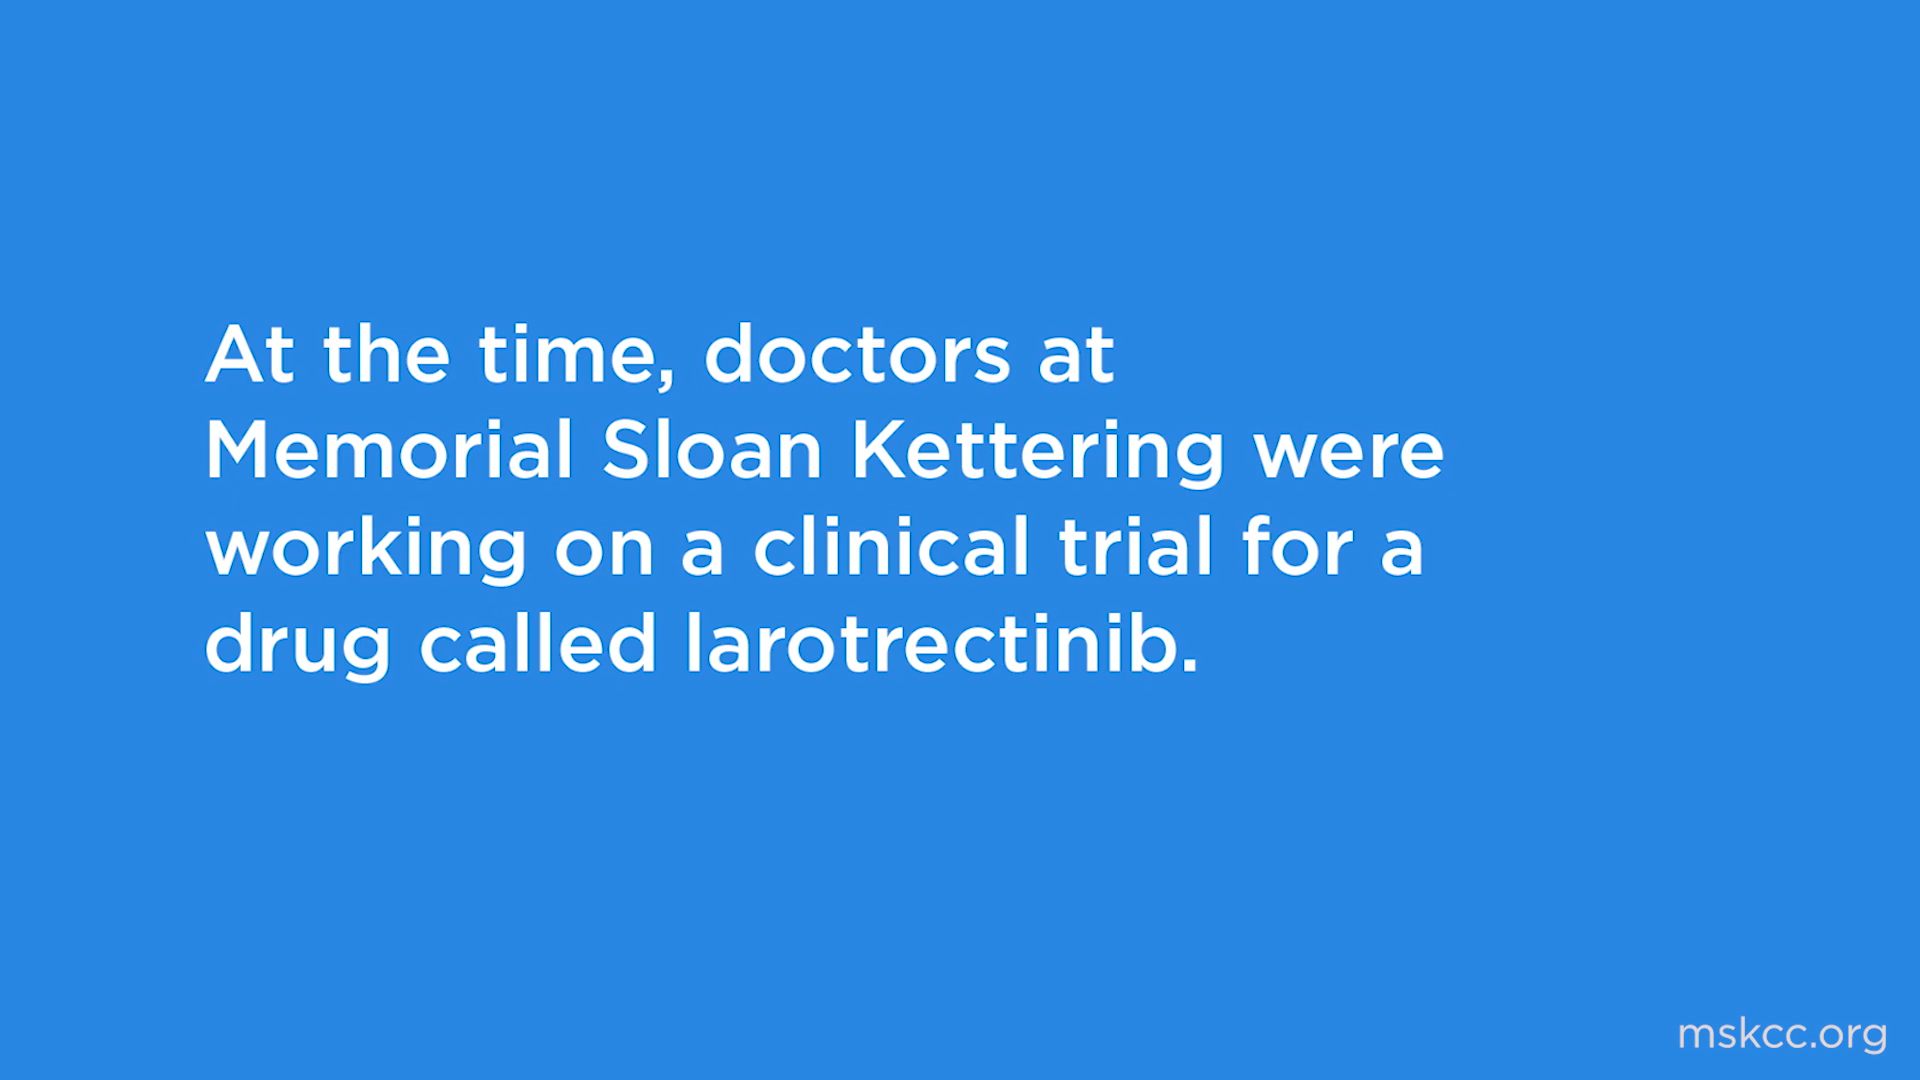 At the time, doctors at
Memorial Sloan Kettering were
working on a clinical trial for a
drug called larotrectinib.
mskcc.org